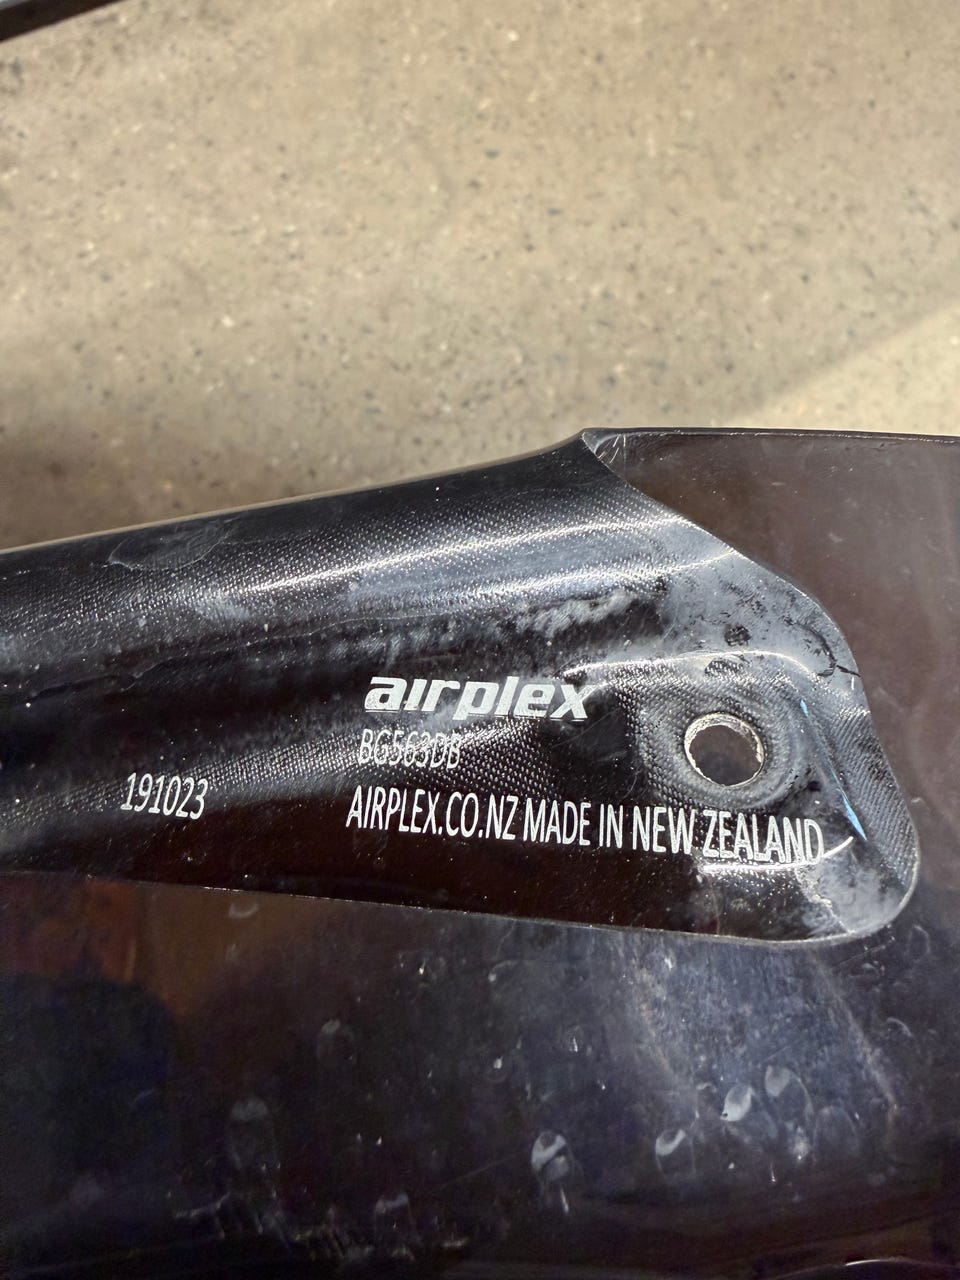 airplex
BG563DB
191023
AIRPLEX.CO.NZ MADE IN NEW ZEALAND